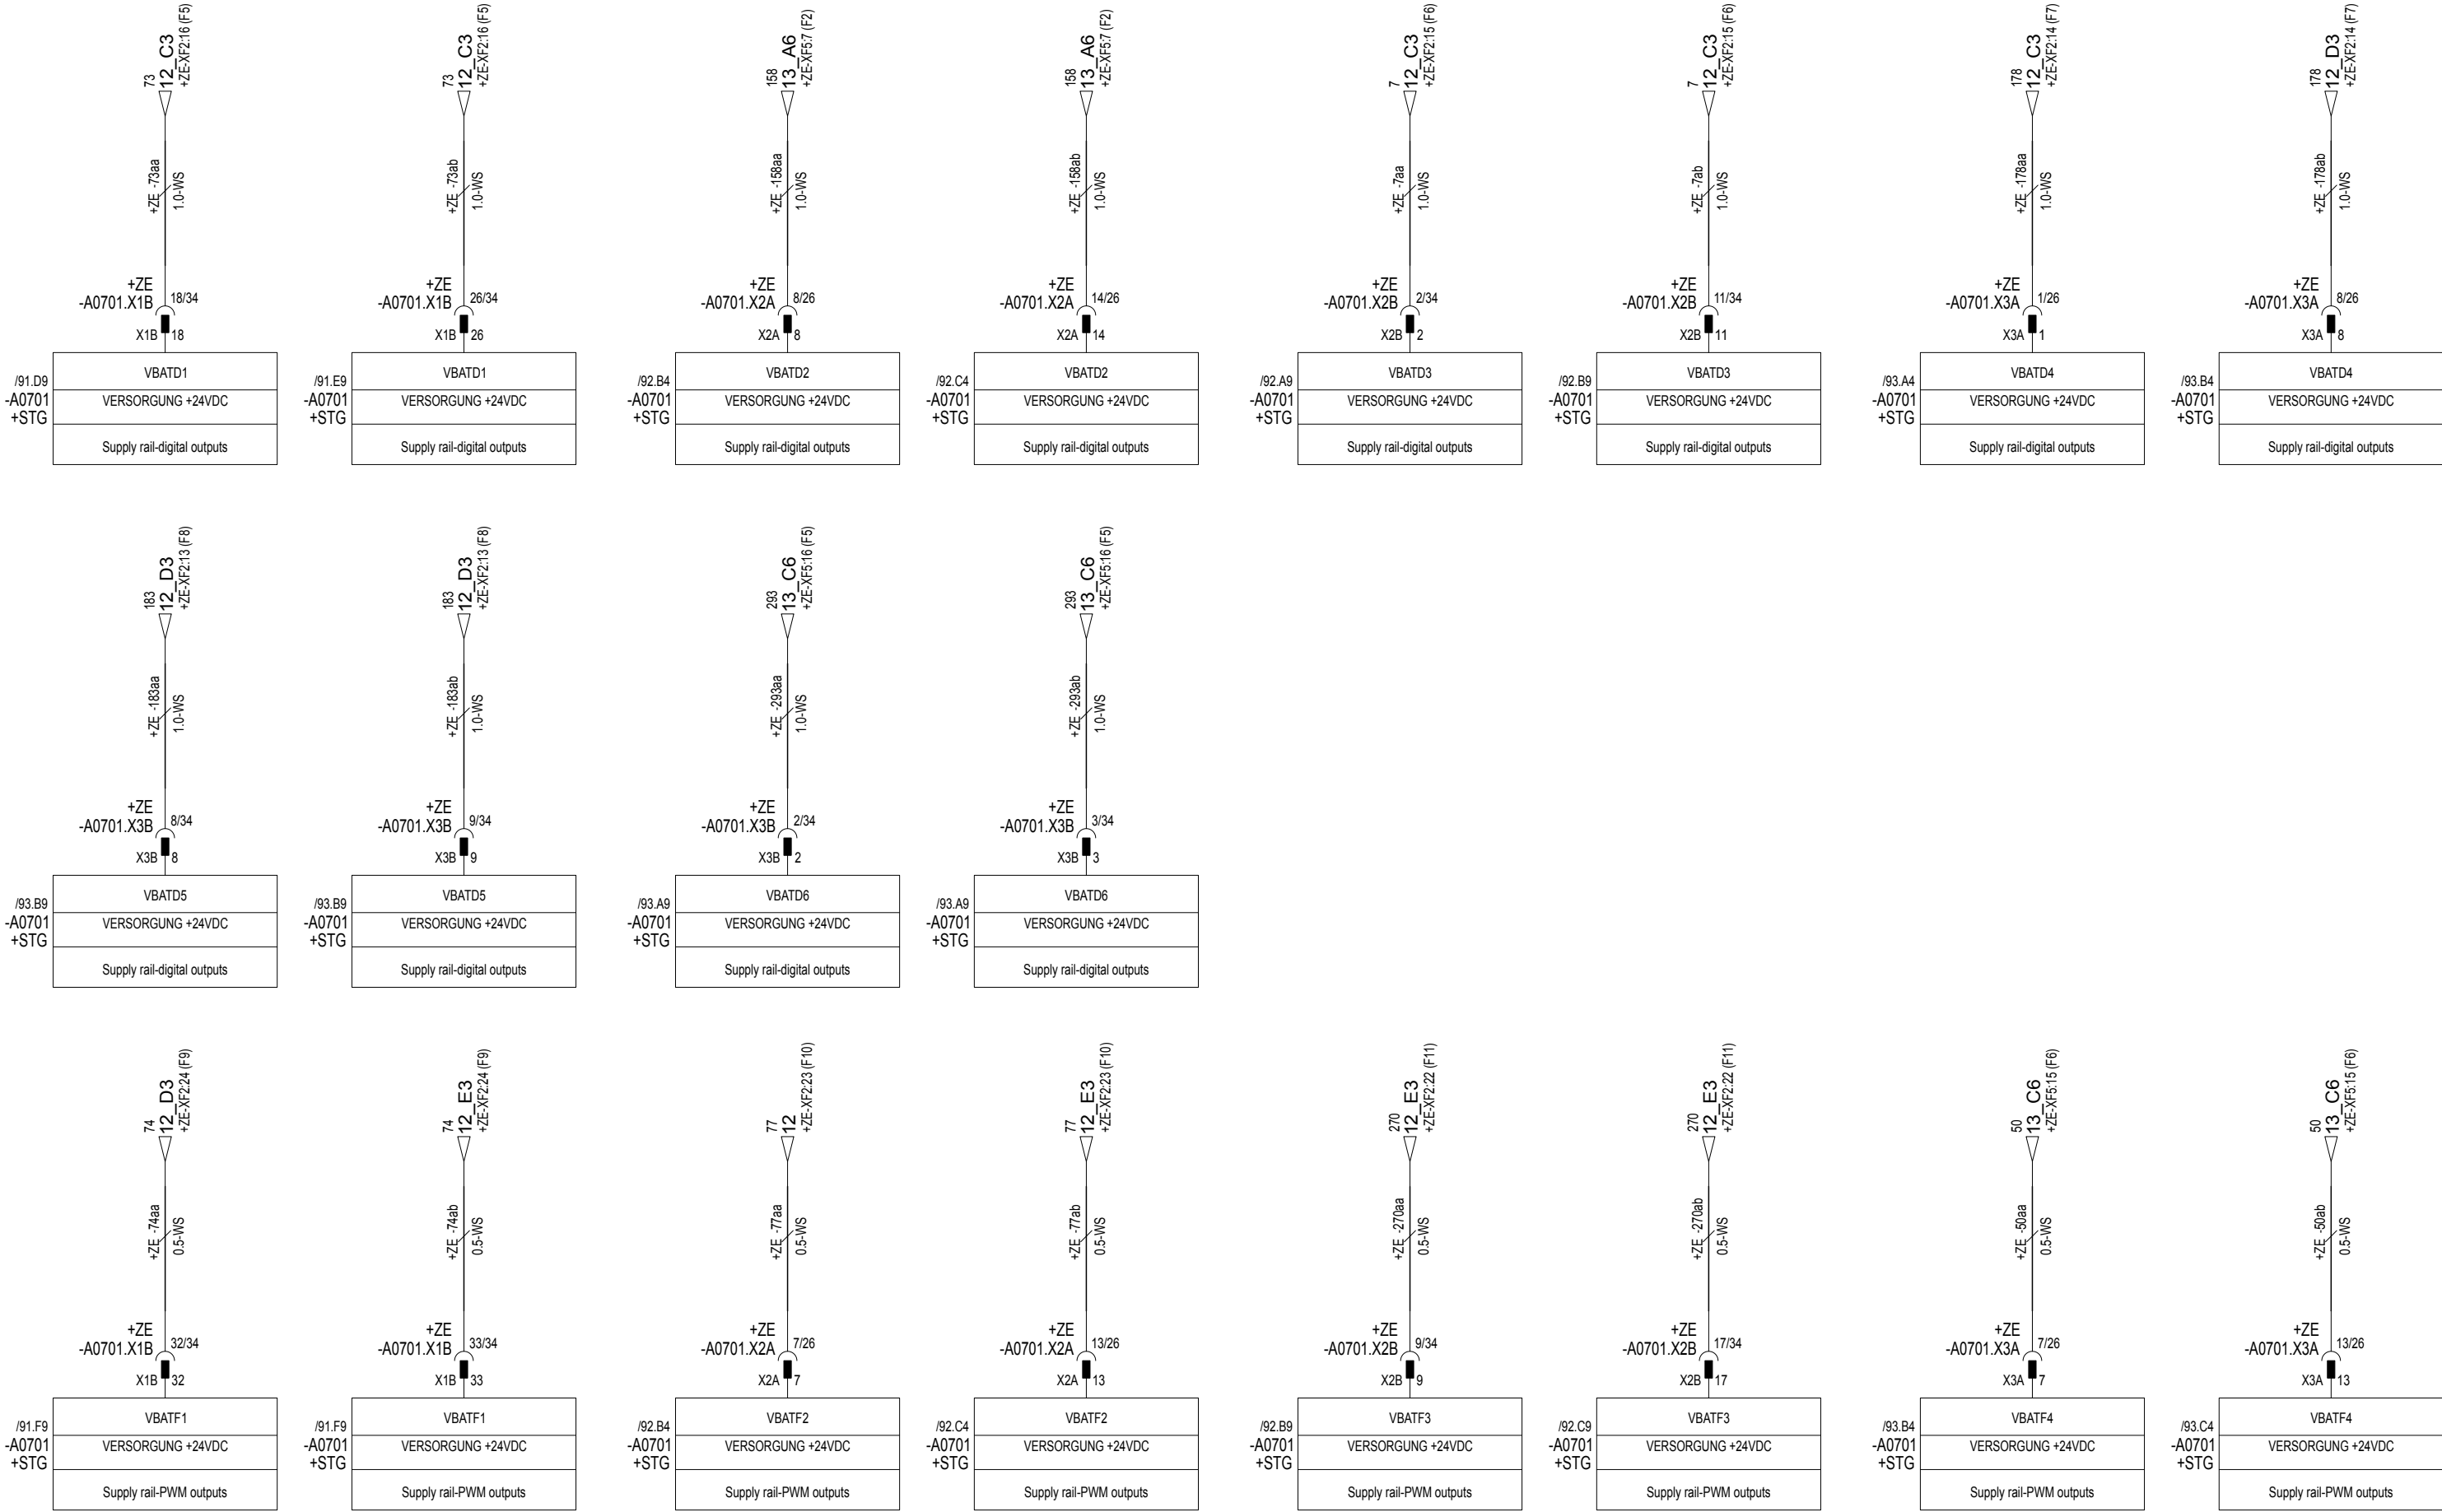 73
12_C3
+ZE-XF2:16 (F5)
+ZE -73aa
1.0-WS
+ZE
-A0701.X1B 18/34
X1B 18
/91.D9
-A0701
+STG
VBATD1
VERSORGUNG +24VDC
Supply rail-digital outputs
73
12_C3
+ZE-XF2:16 (F5)
+ZE -73ab
1.0-WS
+ZE
-A0701.X1B 26/34
X1B 26
/91.E9
-A0701
+STG
VBATD1
VERSORGUNG +24VDC
Supply rail-digital outputs
158
13_A6
+ZE-XF5:7 (F2)
+ZE -158aa
1.0-WS
+ZE
-A0701.X2A 8/26
X2A 8
/92.B4
-A0701
+STG
VBATD2
VERSORGUNG +24VDC
Supply rail-digital outputs
158
13_A6
+ZE-XF5:7 (F2)
+ZE -158ab
1.0-WS
+ZE
-A0701.X2A 14/26
X2A 14
/92.C4
-A0701
+STG
VBATD2
VERSORGUNG +24VDC
Supply rail-digital outputs
7
12_C3
+ZE-XF2:15 (F6)
+ZE -7aa
1.0-WS
+ZE
-A0701.X2B 2/34
X2B 2
/92.A9
-A0701
+STG
VBATD3
VERSORGUNG +24VDC
Supply rail-digital outputs
7
12_C3
+ZE-XF2:15 (F6)
+ZE -7ab
1.0-WS
+ZE
-A0701.X2B 11/34
X2B 11
/92.B9
-A0701
+STG
VBATD3
VERSORGUNG +24VDC
Supply rail-digital outputs
178
12_C3
+ZE-XF2:14 (F7)
+ZE -178aa
1.0-WS
+ZE
-A0701.X3A 1/26
X3A 1
/93.A4
-A0701
+STG
VBATD4
VERSORGUNG +24VDC
Supply rail-digital outputs
178
12_D3
+ZE-XF2:14 (F7)
+ZE -178ab
1.0-WS
+ZE
-A0701.X3A 8/26
X3A 8
/93.B4
-A0701
+STG
VBATD4
VERSORGUNG +24VDC
Supply rail-digital outputs
183
12_D3
+ZE-XF2:13 (F8)
+ZE -183aa
1.0-WS
+ZE
-A0701.X3B 8/34
X3B 8
/93.B9
-A0701
+STG
VBATD5
VERSORGUNG +24VDC
Supply rail-digital outputs
183
12_D3
+ZE-XF2:13 (F8)
+ZE -183ab
1.0-WS
+ZE
-A0701.X3B 9/34
X3B 9
/93.B9
-A0701
+STG
VBATD5
VERSORGUNG +24VDC
Supply rail-digital outputs
293
13_C6
+ZE-XF5:16 (F5)
+ZE -293aa
1.0-WS
+ZE
-A0701.X3B 2/34
X3B 2
/93.A9
-A0701
+STG
VBATD6
VERSORGUNG +24VDC
Supply rail-digital outputs
293
13_C6
+ZE-XF5:16 (F5)
+ZE -293ab
1.0-WS
+ZE
-A0701.X3B 3/34
X3B 3
/93.A9
-A0701
+STG
VBATD6
VERSORGUNG +24VDC
Supply rail-digital outputs
74
12_D3
+ZE-XF2:24 (F9)
+ZE -74aa
0.5-WS
+ZE
-A0701.X1B 32/34
X1B 32
/91.F9
-A0701
+STG
VBATF1
VERSORGUNG +24VDC
Supply rail-PWM outputs
74
12_E3
+ZE-XF2:24 (F9)
+ZE -74ab
0.5-WS
+ZE
-A0701.X1B 33/34
X1B 33
/91.F9
-A0701
+STG
VBATF1
VERSORGUNG +24VDC
Supply rail-PWM outputs
77
12
+ZE-XF2:23 (F10)
+ZE -77aa
0.5-WS
+ZE
-A0701.X2A 7/26
X2A 7
/92.B4
-A0701
+STG
VBATF2
VERSORGUNG +24VDC
Supply rail-PWM outputs
77
12_E3
+ZE-XF2:23 (F10)
+ZE -77ab
0.5-WS
+ZE
-A0701.X2A 13/26
X2A 13
/92.C4
-A0701
+STG
VBATF2
VERSORGUNG +24VDC
Supply rail-PWM outputs
270
12_E3
+ZE-XF2:22 (F11)
+ZE -270aa
0.5-WS
+ZE
-A0701.X2B 9/34
X2B 9
/92.B9
-A0701
+STG
VBATF3
VERSORGUNG +24VDC
Supply rail-PWM outputs
270
12_E3
+ZE-XF2:22 (F11)
+ZE -270ab
0.5-WS
+ZE
-A0701.X2B 17/34
X2B 17
/92.C9
-A0701
+STG
VBATF3
VERSORGUNG +24VDC
Supply rail-PWM outputs
50
13_C6
+ZE-XF5:15 (F6)
+ZE -50aa
0.5-WS
+ZE
-A0701.X3A 7/26
X3A 7
/93.B4
-A0701
+STG
VBATF4
VERSORGUNG +24VDC
Supply rail-PWM outputs
50
13_C6
+ZE-XF5:15 (F6)
+ZE -50ab
0.5-WS
+ZE
-A0701.X3A 13/26
X3A 13
/93.C4
-A0701
+STG
VBATF4
VERSORGUNG +24VDC
Supply rail-PWM outputs